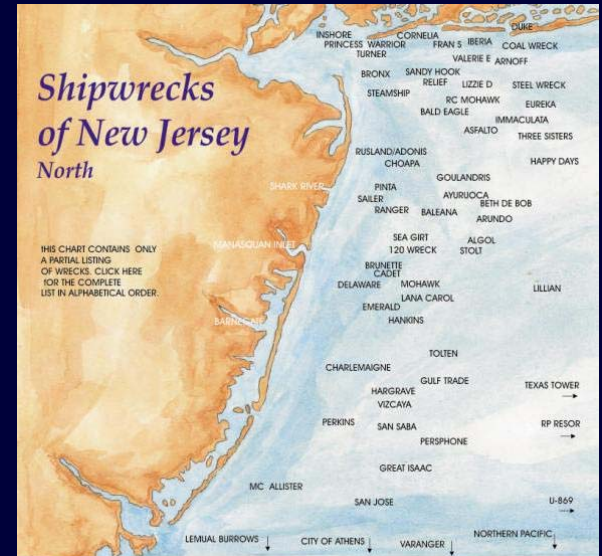 Shipwrecks
of New Jersey
North
THIS CHART CONTAINS ONLY
A PARTIAL LISTING
OF WRECKS. CLICK HERE
fOR THE COMPLETE
LIST IN ALPHABETICAL ORDER.
SHARK RIVER
MANASQUAN INLET
BARNEGATE
DUKE
INSHORE
CORNELIA
PRINCESS WARRIOR
FRAN S
IBERIA
COAL WRECK
TURNER
VALERIE E
ARNOFF
BRONX
SANDY HOOK
RELIEF
LIZZIE D
STEEL WRECK
STEAMSHIP
RC MOHAWK
EUREKA
BALD EAGLE
IMMACULATA
ASFALTO
THREE SISTERS
RUSLAND/ADONIS
CHOAPA
HAPPY DAYS
GOULANDRIS
PINTA
SAILER
AYURUOCA
BETH DE BOB
RANGER
BALEANA
ARUNDO
SEA GIRT
ALGOL
120 WRECK
STOLT
BRUNETTE
CADET
DELAWARE
MOHAWK
LILLIAN
LANA CAROL
EMERALD
HANKINS
TOLTEN
CHARLEMAIGNE
GULF TRADE
TEXAS TOWER
HARGRAVE
VIZCAYA
PERKINS
SAN SABA
RP RESOR
PERSPHONE
GREAT ISAAC
MC ALLISTER
SAN JOSE
U-869
LEMUAL BURROWS
CITY OF ATHENS
VARANGER
NORTHERN PACIFIC